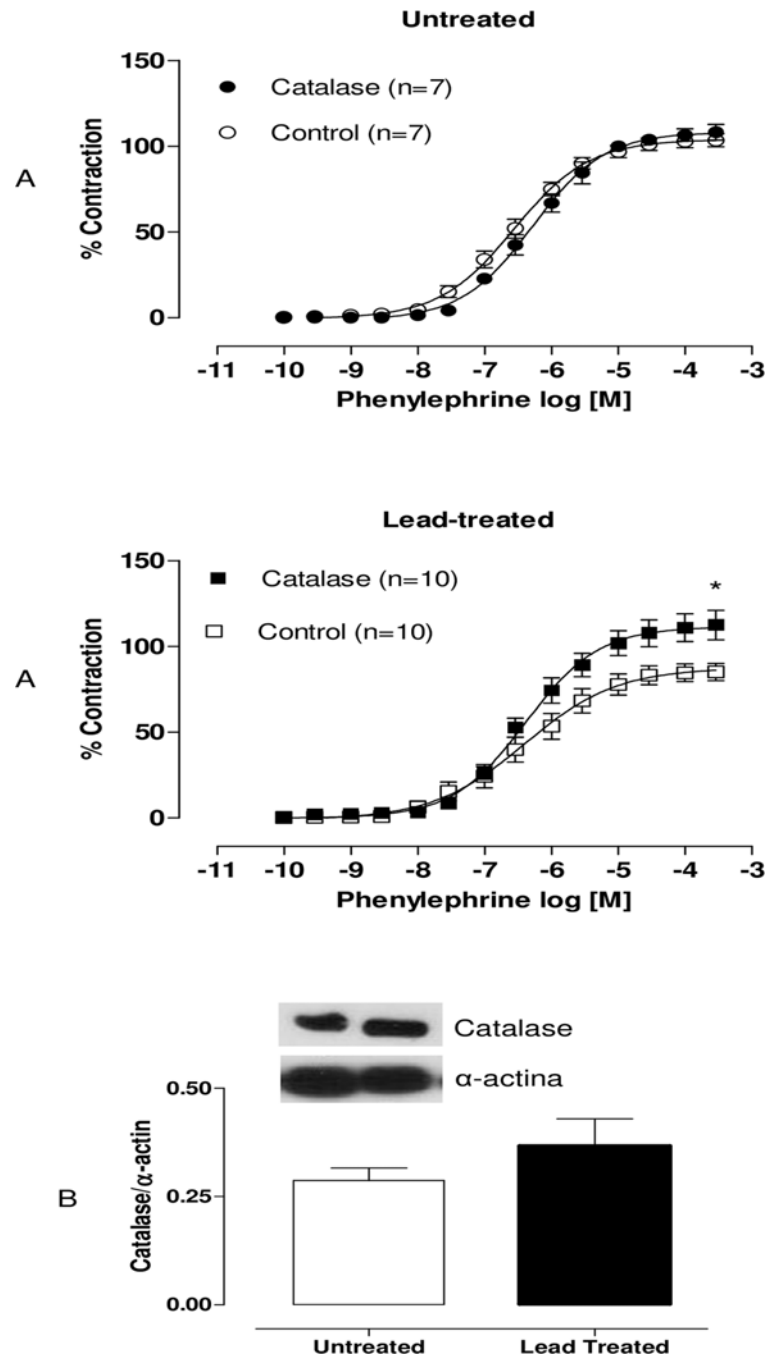 Untreated
150
Catalase (n=7)
Control (n=7)
A
100
% Contraction
50
0
-11 -10 -9 -8 -7 -6 -5 -4 -3
Phenylephrine log [M]
Lead-treated
150
*
Catalase (n=10)
Control (n=10)
A
100
% Contraction
50
0
-11 -10 -9 -8 -7 -6 -5 -4 -3
Phenylephrine log [M]
Catalase
α-actina
0.50
B
Catalase/α-actin
0.25
0.00
Untreated Lead Treated